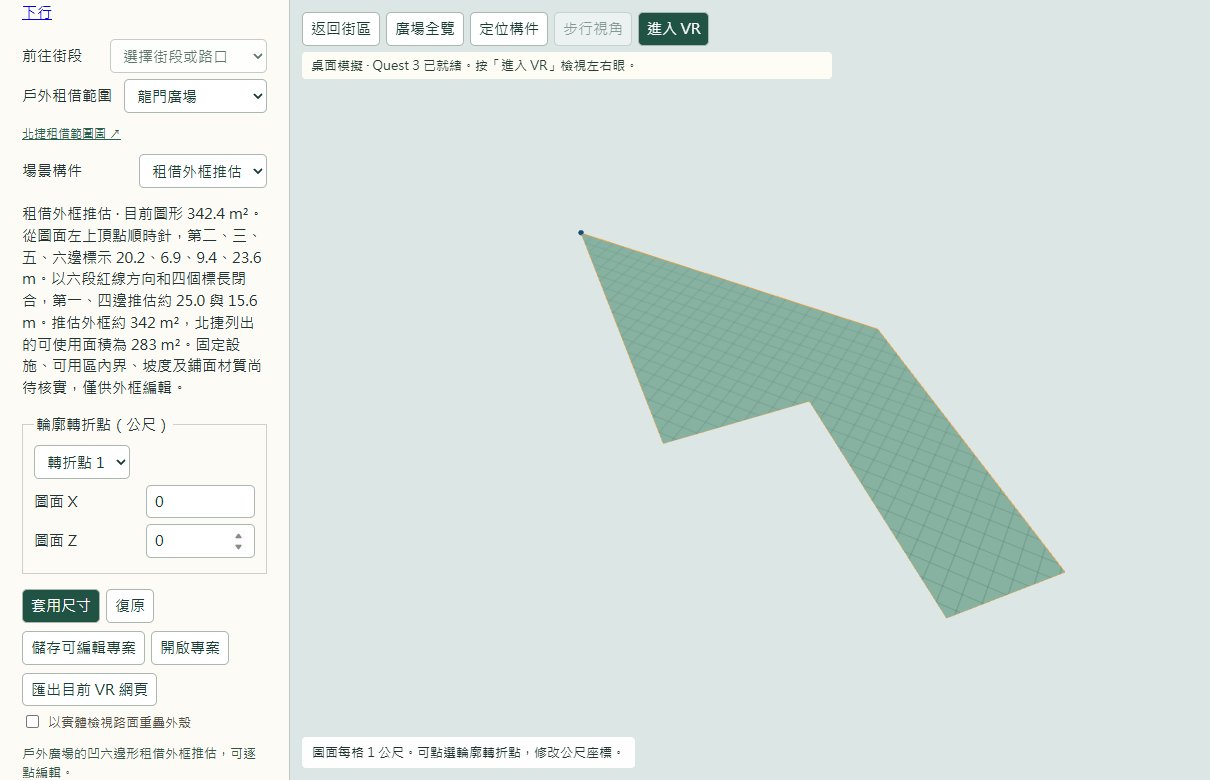 下行
前往街段
選擇街段或路口
戶外租借範圍
龍門廣場
北捷租借範圍圖 ↗
場景構件
租借外框推估
租借外框推估 · 目前圖形 342.4 m²。
從圖面左上頂點順時針，第二、三、
五、六邊標示 20.2、6.9、9.4、23.6
m。以六段紅線方向和四個標長閉
合，第一、四邊推估約 25.0 與 15.6
m。推估外框約 342 m²，北捷列出
的可使用面積為 283 m²。固定設
施、可用區內界、坡度及鋪面材質尚
待核實，僅供外框編輯。
輪廓轉折點（公尺）
轉折點 1
圖面 X
0
圖面 Z
0
套用尺寸
復原
儲存可編輯專案
開啟專案
匯出目前 VR 網頁
以實體檢視路面重疊外殼
戶外廣場的凹六邊形租借外框推估，可逐
點編輯。
返回街區
廣場全覽
定位構件
步行視角
進入 VR
桌面模擬 · Quest 3 已就緒。按「進入 VR」檢視左右眼。
圖面每格 1 公尺。可點選輪廓轉折點，修改公尺座標。